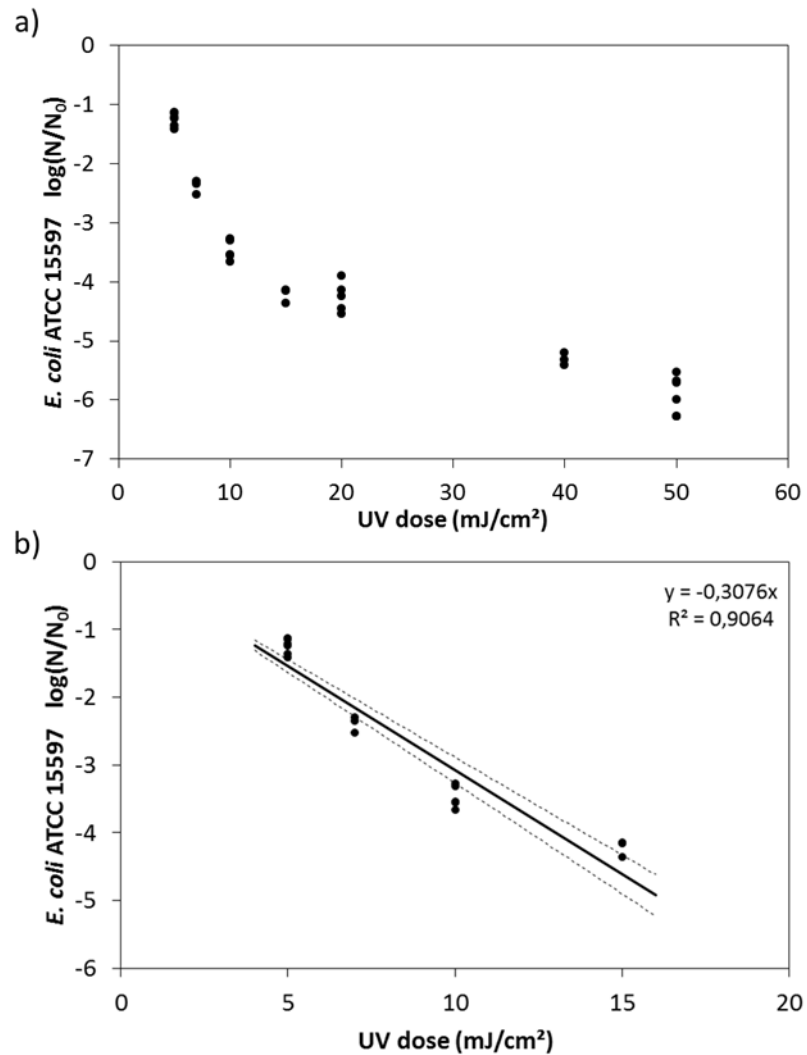 a)
E. coli ATCC 15597 log(N/N₀)
0
-1
-2
-3
-4
-5
-6
-7
0 10 20 30 40 50 60
UV dose (mJ/cm²)
b)
E. coli ATCC 15597 log(N/N₀)
y = -0,3076x
R² = 0,9064
0
-1
-2
-3
-4
-5
-6
0 5 10 15 20
UV dose (mJ/cm²)